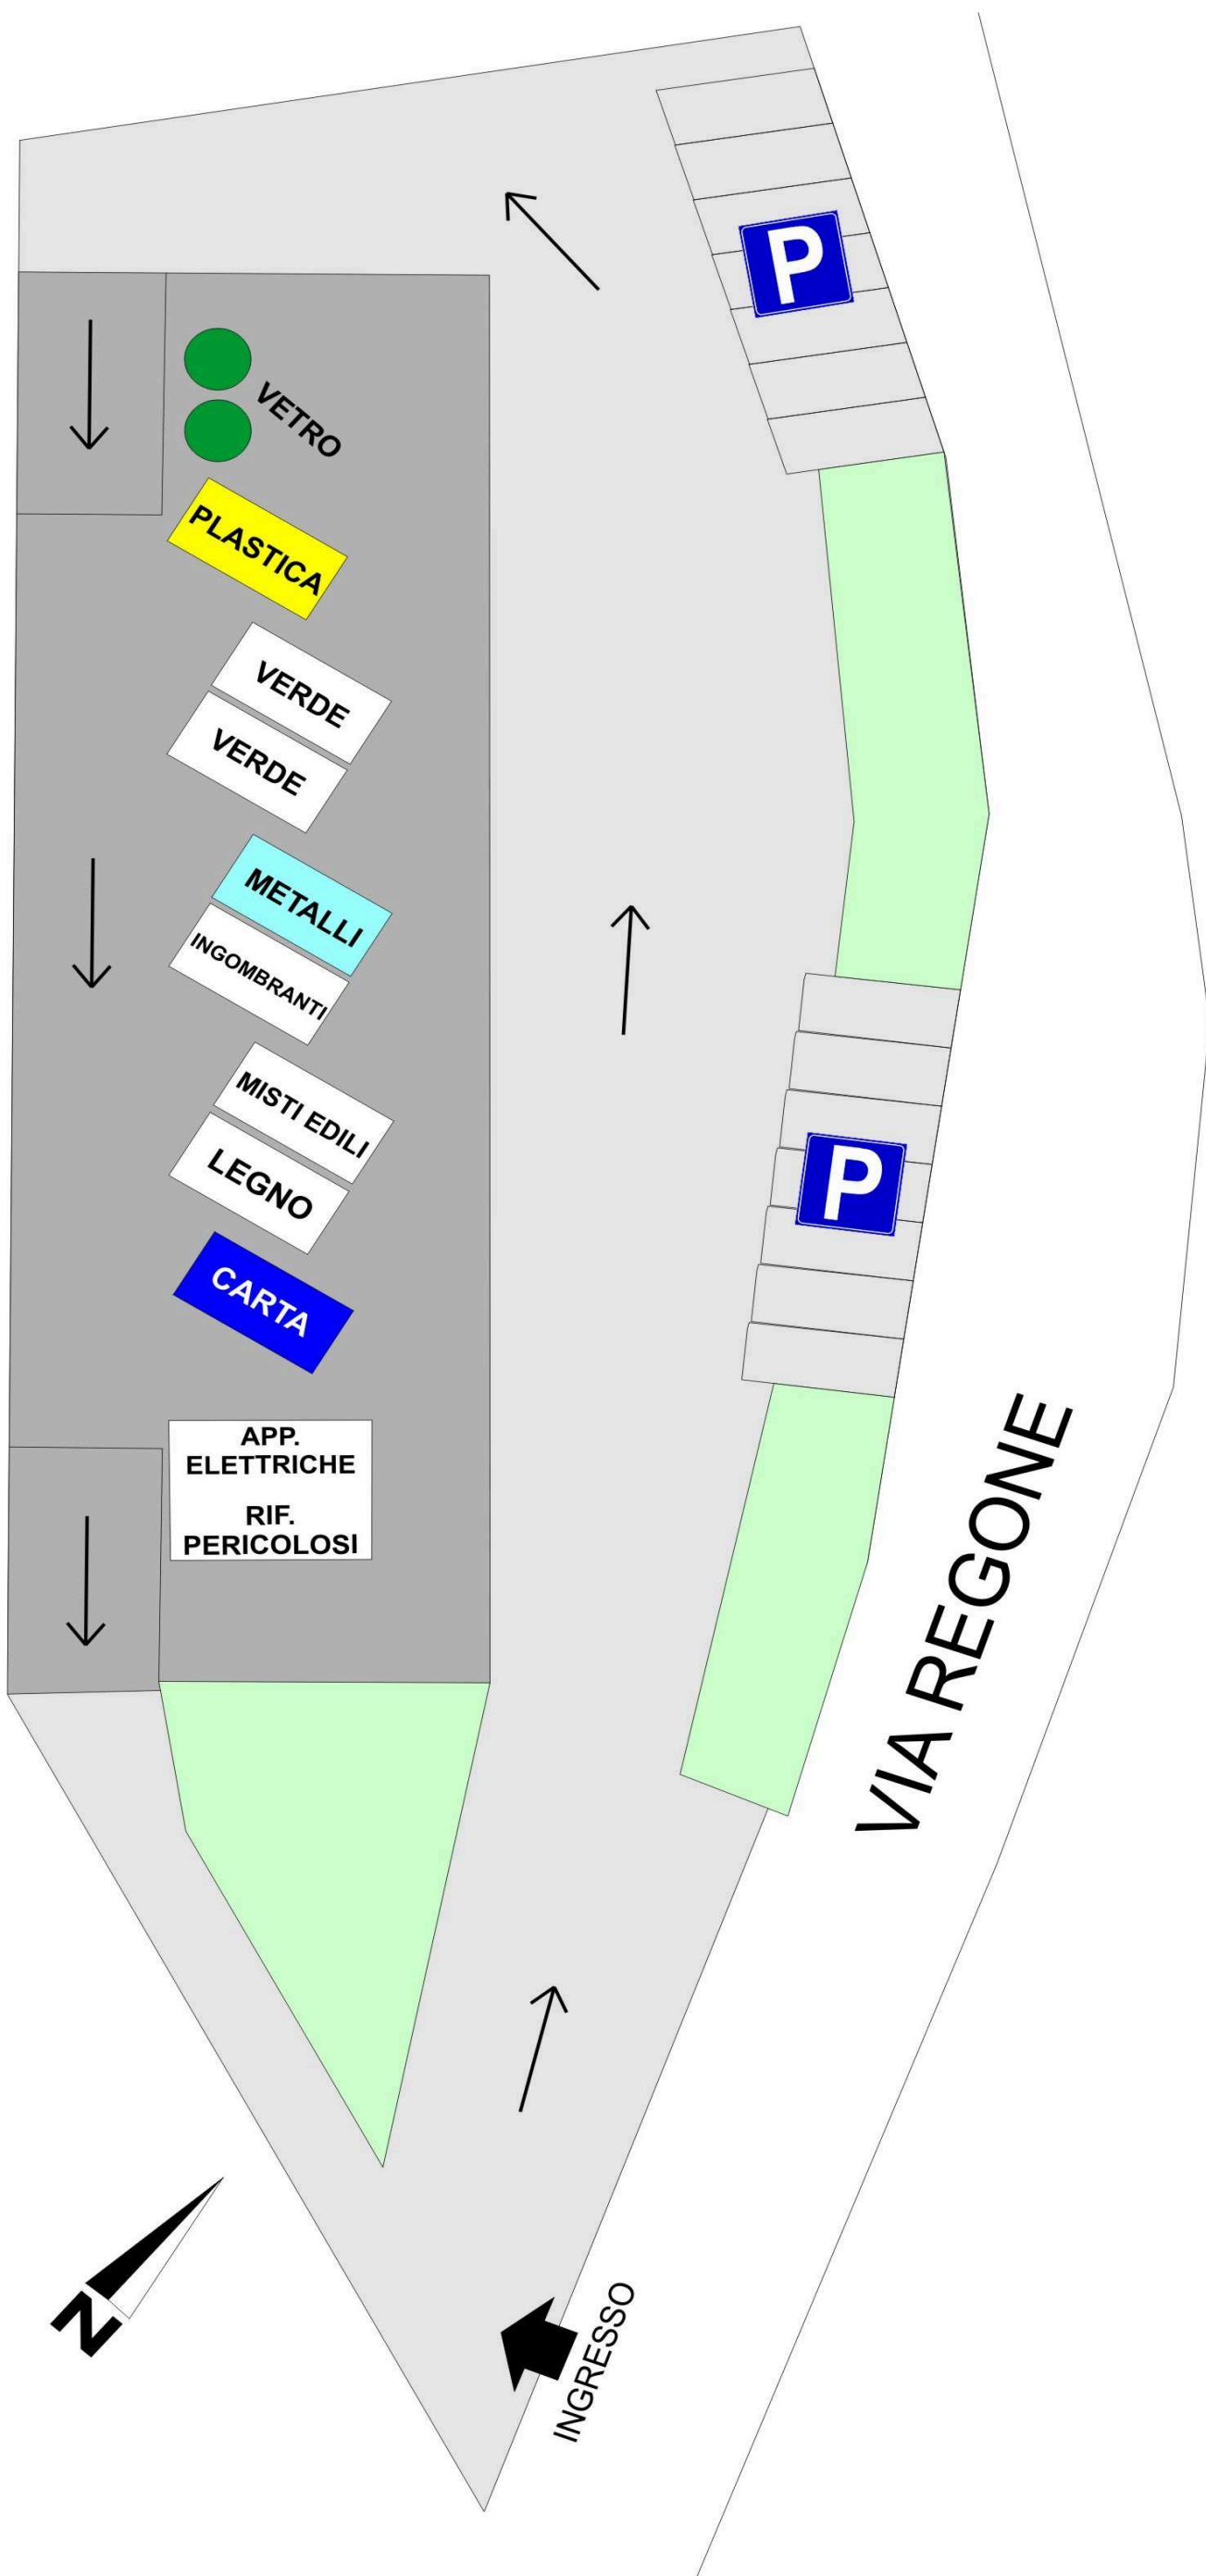 P
VETRO
PLASTICA
VERDE
VERDE
METALLI
INGOMBRANTI
MISTI EDILI
LEGNO
P
CARTA
APP.
ELETTRICHE
RIF.
PERICOLOSI
VIA REGONE
N
INGRESSO